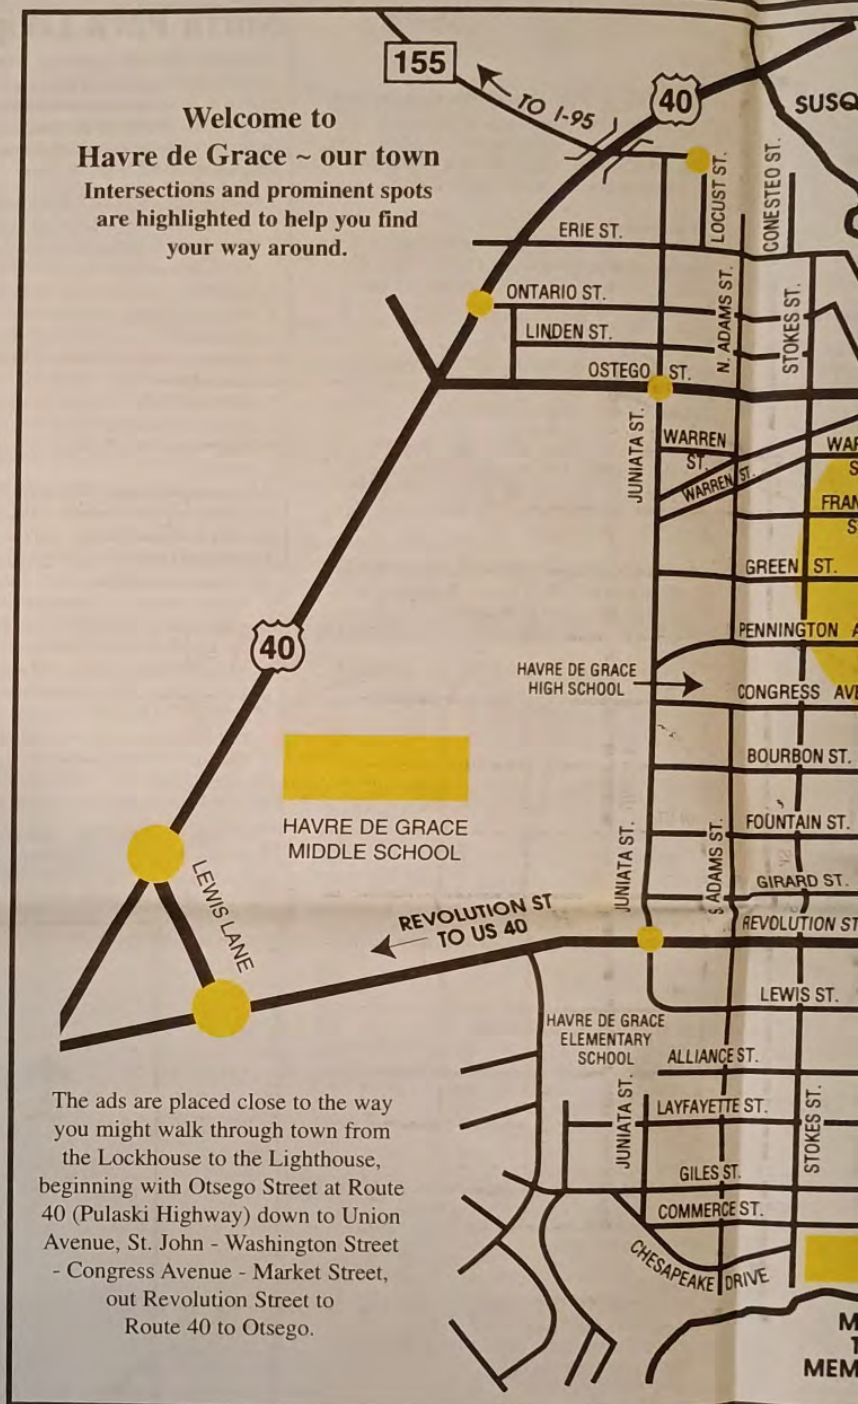 155
TO I-95
40
SUSQ
Welcome to
Havre de Grace ~ our town
Intersections and prominent spots
are highlighted to help you find
your way around.
LOCUST ST.
CONESTEO ST.
ERIE ST.
ONTARIO ST.
N. ADAMS ST.
STOKES ST.
LINDEN ST.
OSTEGO ST.
JUNIATA ST.
WARREN
ST.
WARREN ST.
WAR
S
FRAN
S
GREEN ST.
PENNINGTON A
40
HAVRE DE GRACE
HIGH SCHOOL
CONGRESS AVE
BOURBON ST.
HAVRE DE GRACE
MIDDLE SCHOOL
FOUNTAIN ST.
JUNIATA ST.
S ADAMS ST.
GIRARD ST.
LEWIS LANE
REVOLUTION ST
TO US 40
REVOLUTION ST
LEWIS ST.
HAVRE DE GRACE
ELEMENTARY
SCHOOL
ALLIANCE ST.
JUNIATA ST.
LAYFAYETTE ST.
STOKES ST.
GILES ST.
COMMERCE ST.
CHESAPEAKE DRIVE
The ads are placed close to the way
you might walk through town from
the Lockhouse to the Lighthouse,
beginning with Otsego Street at Route
40 (Pulaski Highway) down to Union
Avenue, St. John - Washington Street
- Congress Avenue - Market Street,
out Revolution Street to
Route 40 to Otsego.
M
T
MEM